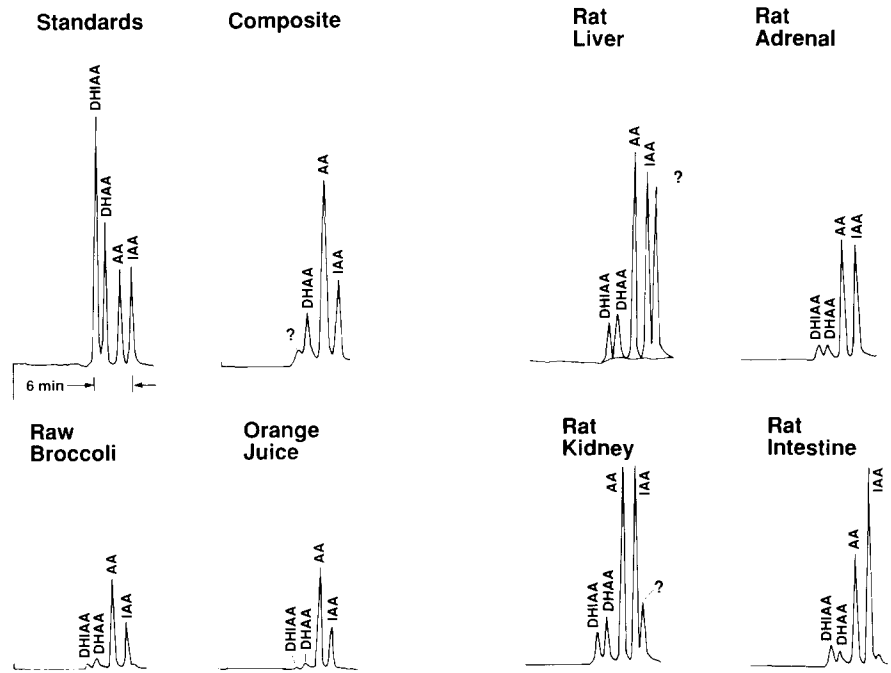 Standards
DHIAA
DHAA
AA
IAA
6 min
Composite
?
DHAA
AA
IAA
Rat
Liver
DHIAA
DHAA
AA
IAA
?
Rat
Adrenal
DHIAA
DHAA
AA
IAA
Raw
Broccoli
DHIAA
DHAA
AA
IAA
Orange
Juice
DHIAA
DHAA
AA
IAA
Rat
Kidney
DHIAA
DHAA
AA
IAA
?
Rat
Intestine
DHIAA
DHAA
AA
IAA